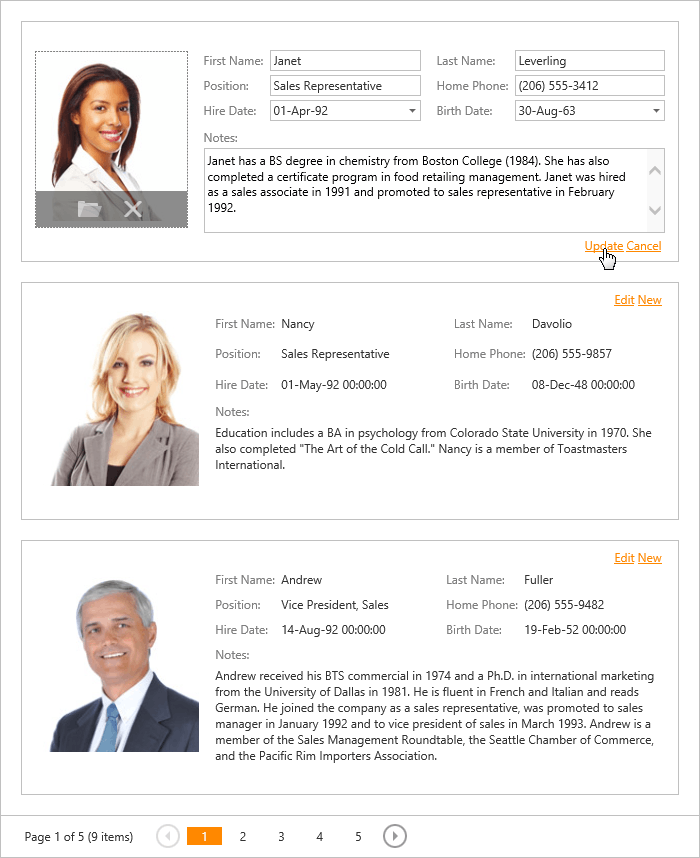 First Name: Janet Last Name: Leverling
Position: Sales Representative Home Phone: (206) 555-3412
Hire Date: 01-Apr-92 Birth Date: 30-Aug-63
Notes:
Janet has a BS degree in chemistry from Boston College (1984). She has also
completed a certificate program in food retailing management. Janet was hired
as a sales associate in 1991 and promoted to sales representative in February
1992.
Update Cancel
Edit New
First Name: Nancy Last Name: Davolio
Position: Sales Representative Home Phone: (206) 555-9857
Hire Date: 01-May-92 00:00:00 Birth Date: 08-Dec-48 00:00:00
Notes:
Education includes a BA in psychology from Colorado State University in 1970. She
also completed "The Art of the Cold Call." Nancy is a member of Toastmasters
International.
Edit New
First Name: Andrew Last Name: Fuller
Position: Vice President, Sales Home Phone: (206) 555-9482
Hire Date: 14-Aug-92 00:00:00 Birth Date: 19-Feb-52 00:00:00
Notes:
Andrew received his BTS commercial in 1974 and a Ph.D. in international marketing
from the University of Dallas in 1981. He is fluent in French and Italian and reads
German. He joined the company as a sales representative, was promoted to sales
manager in January 1992 and to vice president of sales in March 1993. Andrew is a
member of the Sales Management Roundtable, the Seattle Chamber of Commerce,
and the Pacific Rim Importers Association.
Page 1 of 5 (9 items) 1 2 3 4 5